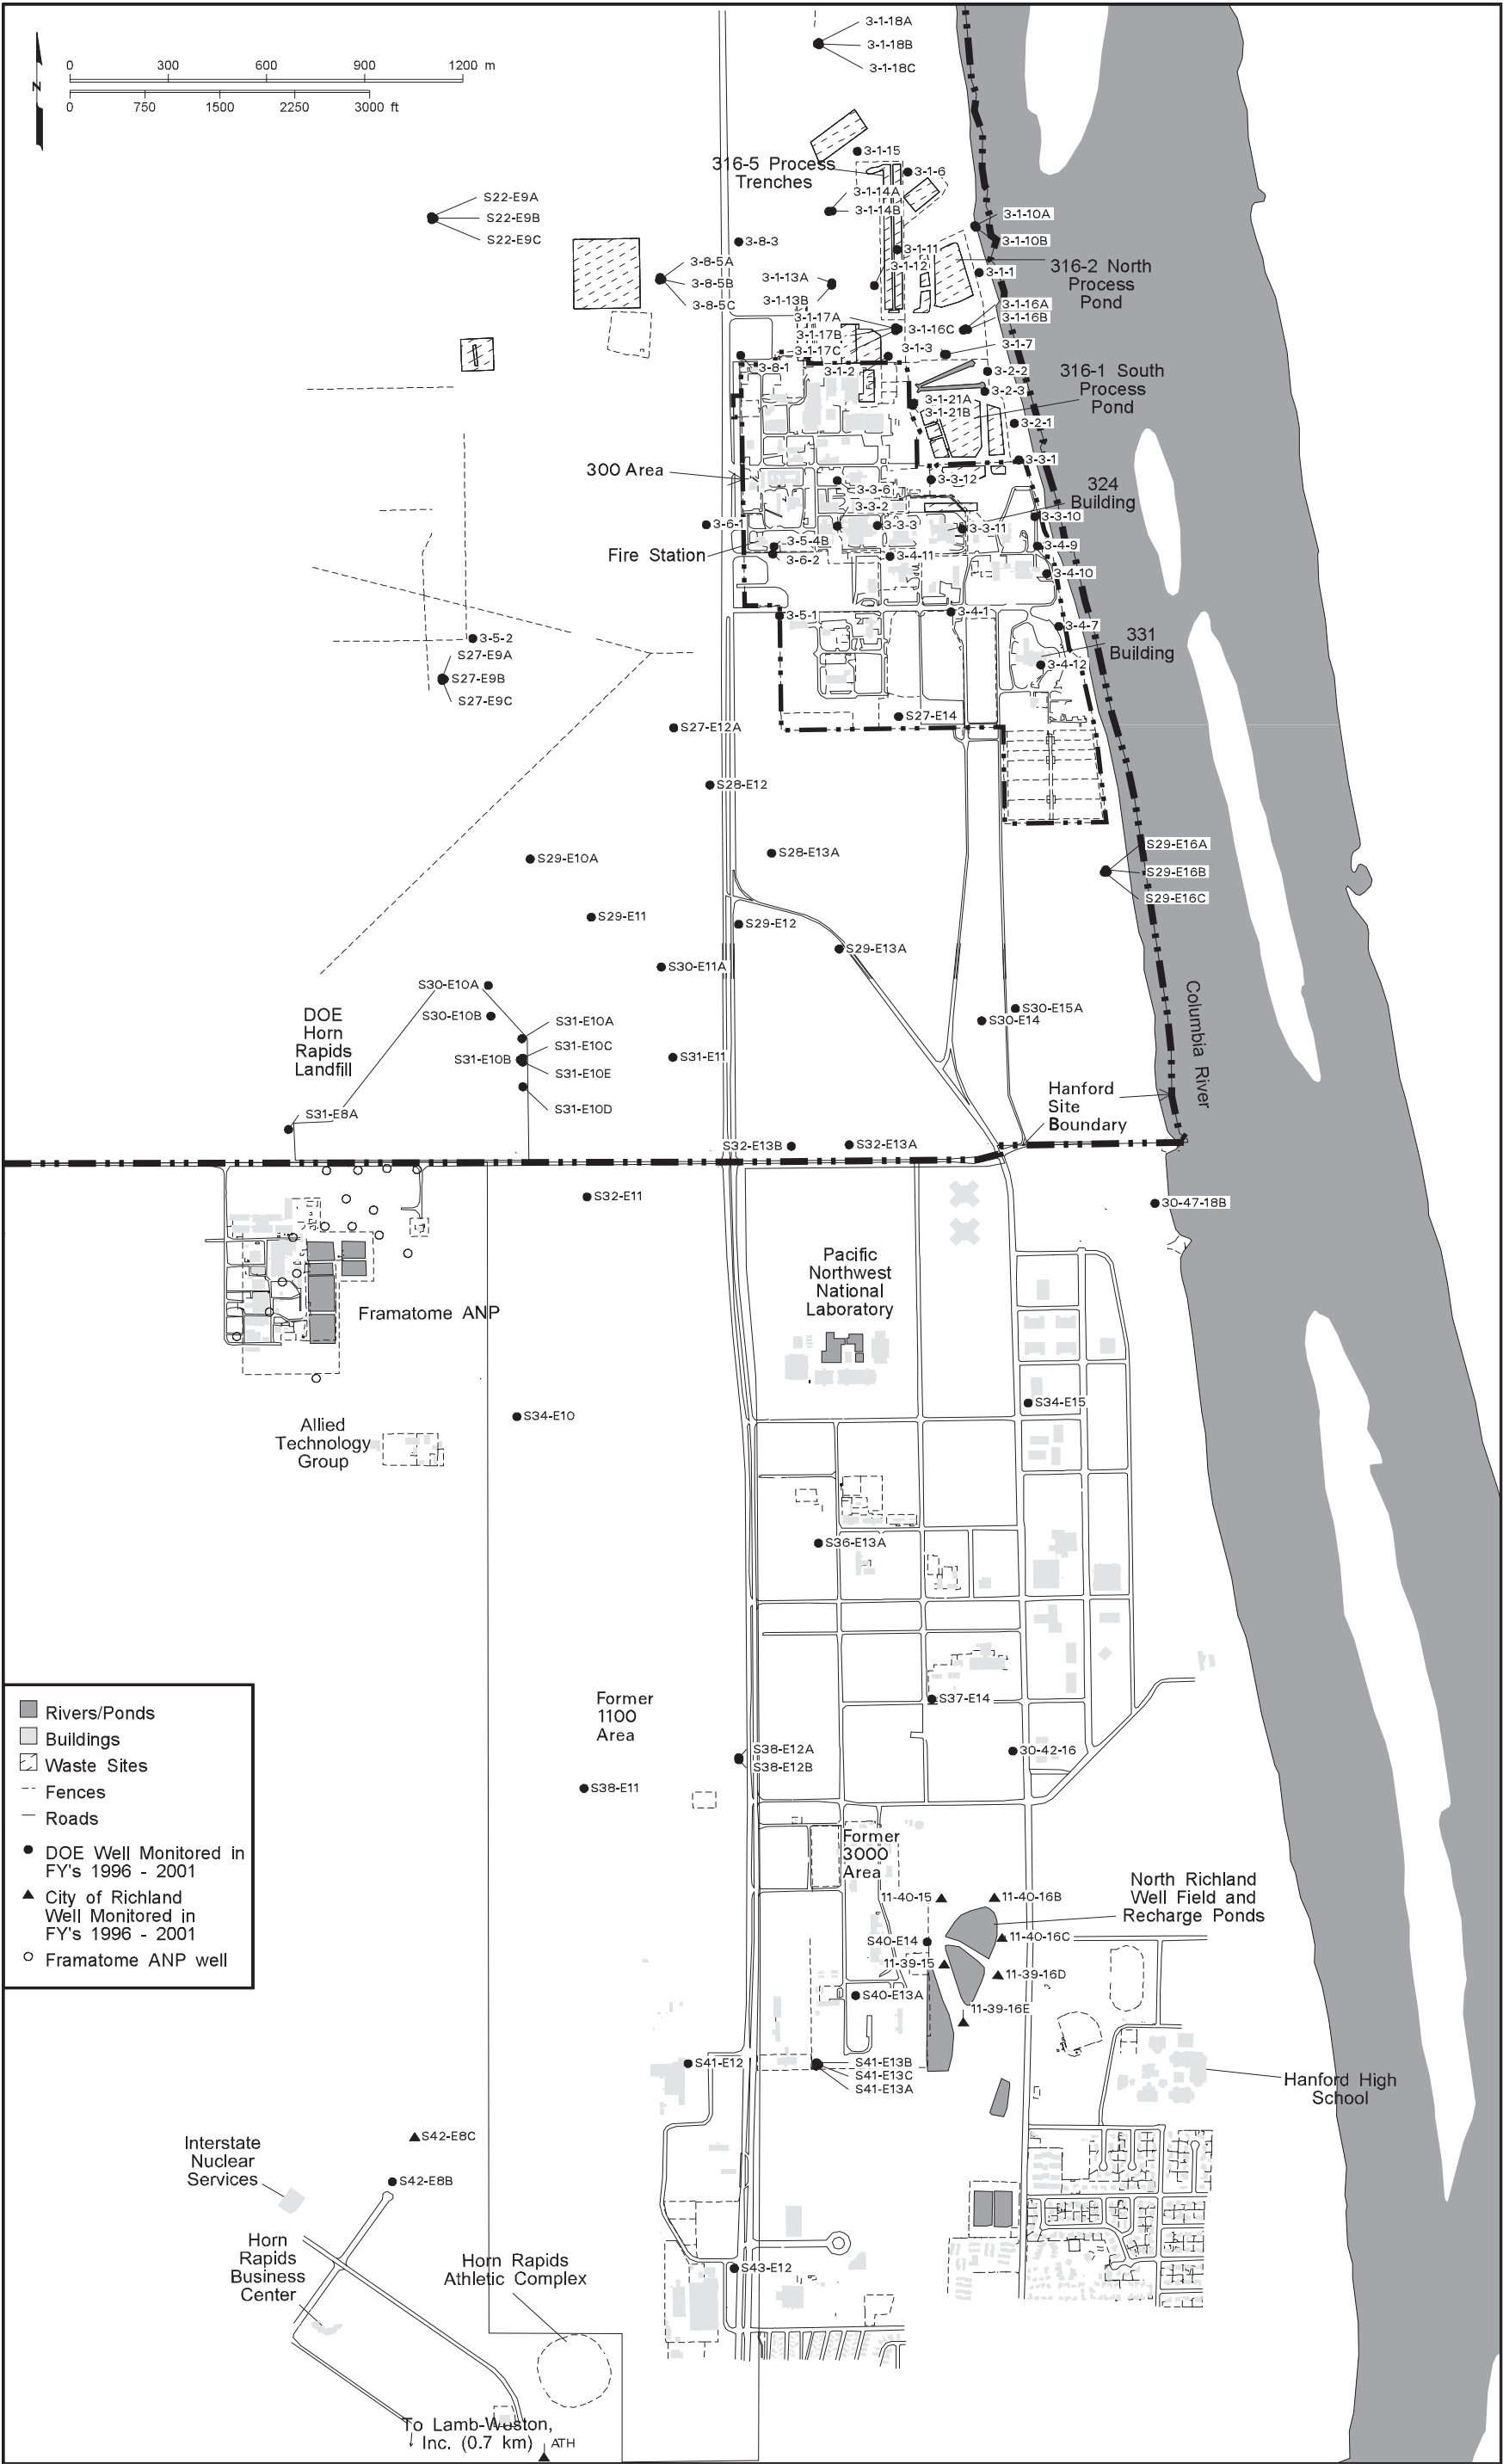 3-1-18A
3-1-18B
3-1-18C
0 300 600 900 1200 m
0 750 1500 2250 3000 ft
N
3-1-15
316-5 Process
Trenches
3-1-6
3-1-14A
3-1-14B
S22-E9A
S22-E9B
S22-E9C
3-1-10A
3-1-10B
3-8-3
3-1-11
3-1-12
3-8-5A
3-8-5B
3-8-5C
3-1-13A
3-1-13B
3-1-1
316-2 North
Process
Pond
3-1-16A
3-1-16B
3-1-16C
3-1-17A
3-1-17B
3-1-17C
3-1-3
3-1-7
3-8-1
3-1-2
3-2-2
3-2-3
316-1 South
Process
Pond
3-1-21A
3-1-21B
3-2-1
3-3-1
300 Area
3-3-12
3-3-6
324
Building
3-3-2
3-3-10
3-6-1
3-3-3
3-3-11
Fire Station
3-5-4B
3-6-2
3-4-11
3-4-9
3-4-10
3-5-1
3-4-1
3-4-7
3-5-2
331
Building
3-4-12
S27-E9A
S27-E9B
S27-E9C
S27-E14
S27-E12A
S28-E12
S28-E13A
S29-E10A
S29-E16A
S29-E16B
S29-E16C
S29-E11
S29-E12
S29-E13A
S30-E11A
S30-E10A
S30-E10B
S30-E15A
S30-E14
DOE
Horn
Rapids
Landfill
S31-E10A
S31-E10C
S31-E10B
S31-E10E
S31-E10D
S31-E11
Columbia River
Hanford
Site
Boundary
S31-E8A
S32-E13B
S32-E13A
S32-E11
30-47-18B
Pacific
Northwest
National
Laboratory
Framatome ANP
S34-E15
S34-E10
Allied
Technology
Group
S36-E13A
Former
1100
Area
S37-E14
30-42-16
S38-E12A
S38-E12B
S38-E11
Rivers/Ponds
Buildings
Waste Sites
Fences
Roads
DOE Well Monitored in
FY's 1996 - 2001
City of Richland
Well Monitored in
FY's 1996 - 2001
Framatome ANP well
Former
3000
Area
North Richland
Well Field and
Recharge Ponds
11-40-15
11-40-16B
11-40-16C
S40-E14
11-39-15
11-39-16D
S40-E13A
11-39-16E
S41-E12
S41-E13B
S41-E13C
S41-E13A
Hanford High
School
S42-E8C
Interstate
Nuclear
Services
S42-E8B
Horn
Rapids
Business
Center
Horn Rapids
Athletic Complex
S43-E12
To Lamb-Weston,
Inc. (0.7 km)
ATH